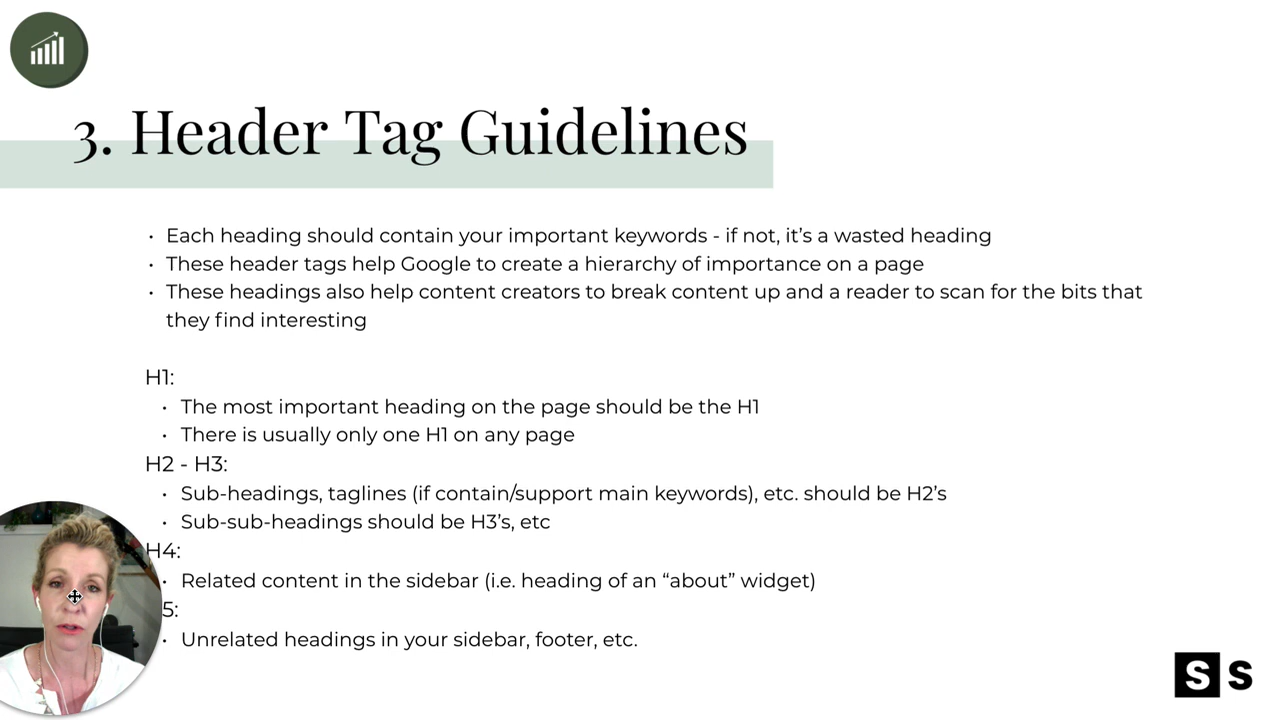 3. Header Tag Guidelines
• Each heading should contain your important keywords - if not, it’s a wasted heading
• These header tags help Google to create a hierarchy of importance on a page
• These headings also help content creators to break content up and a reader to scan for the bits that
they find interesting
H1:
• The most important heading on the page should be the H1
• There is usually only one H1 on any page
H2 - H3:
• Sub-headings, taglines (if contain/support main keywords), etc. should be H2’s
• Sub-sub-headings should be H3’s, etc
H4:
• Related content in the sidebar (i.e. heading of an “about” widget)
5:
• Unrelated headings in your sidebar, footer, etc.
S S